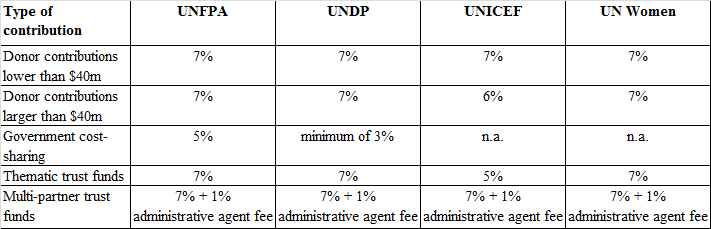 Type of contribution UNFPA UNDP UNICEF UN Women
Donor contributions lower than $40m 7% 7% 7% 7%
Donor contributions larger than $40m 7% 7% 6% 7%
Government cost-sharing 5% minimum of 3% n.a. n.a.
Thematic trust funds 7% 7% 5% 7%
Multi-partner trust funds 7% + 1% administrative agent fee 7% + 1% administrative agent fee 7% + 1% administrative agent fee 7% + 1% administrative agent fee